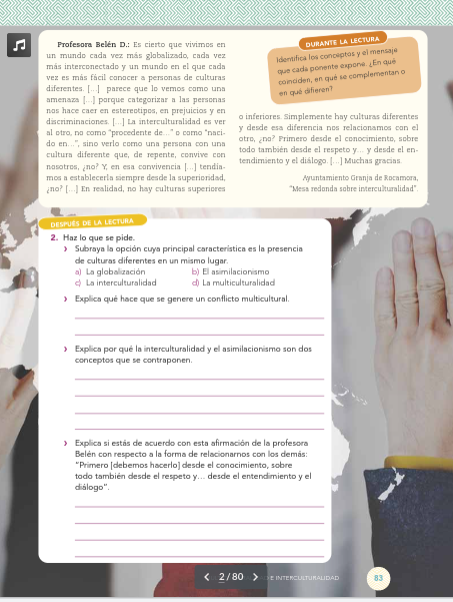 Profesora Belén D.: Es cierto que vivimos en
un mundo cada vez más globalizado, cada vez
más interconectado y un mundo en el que cada
vez es más fácil conocer a personas de culturas
diferentes. [...] parece que lo vemos como una
amenaza [...] porque categorizar a las personas
nos hace caer en estereotipos, en prejuicios y en
discriminaciones. [...] La interculturalidad es ver
al otro, no como "procedente de..." o como "naci-
do en...", sino verlo como una persona con una
cultura diferente que, de repente, convive con
nosotros, ¿no? Y, en esa convivencia [...] tendía-
mos a establecerla siempre desde la superioridad,
¿no? [...] En realidad, no hay culturas superiores
DURANTE LA LECTURA
Identifica los conceptos y el mensaje
que cada ponente expone. ¿En qué
coinciden, en qué se complementan o
en qué difieren?
o inferiores. Simplemente hay culturas diferentes
y desde esa diferencia nos relacionamos con el
otro, ¿no? Primero desde el conocimiento, sobre
todo también desde el respeto y... y desde el en-
tendimiento y el diálogo. [...] Muchas gracias.
Ayuntamiento Granja de Rocamora,
"Mesa redonda sobre interculturalidad".
DESPUÉS DE LA LECTURA
2. Haz lo que se pide.
› Subraya la opción cuya principal característica es la presencia
de culturas diferentes en un mismo lugar.
a) La globalización b) El asimilacionismo
c) La interculturalidad d) La multiculturalidad
› Explica qué hace que se genere un conflicto multicultural.
› Explica por qué la interculturalidad y el asimilacionismo son dos
conceptos que se contraponen.
› Explica si estás de acuerdo con esta afirmación de la profesora
Belén con respecto a la forma de relacionarnos con los demás:
"Primero [debemos hacerlo] desde el conocimiento, sobre
todo también desde el respeto y... desde el entendimiento y el
diálogo".
2 / 80
E INTERCULTURALIDAD 83